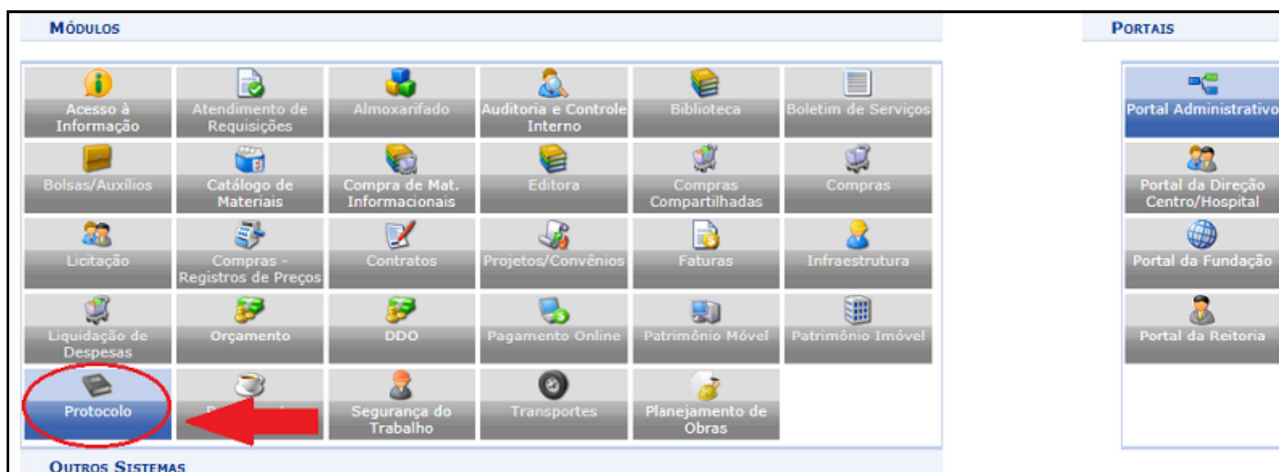 MÓDULOS
PORTAIS
Acesso à
Informação
Atendimento de
Requisições
Almoxarifado
Auditoria e Controle
Interno
Biblioteca
Boletim de Serviços
Portal Administrativo
Bolsas/Auxílios
Catálogo de
Materiais
Compra de Mat.
Informacionais
Editora
Compras
Compartilhadas
Compras
Portal da Direção
Centro/Hospital
Licitação
Compras -
Registros de Preços
Contratos
Projetos/Convênios
Faturas
Infraestrutura
Portal da Fundação
Liquidação de
Despesas
Orçamento
DDO
Pagamento Online
Patrimônio Móvel
Patrimônio Imóvel
Portal da Reitoria
Protocolo
Segurança do
Trabalho
Transportes
Planejamento de
Obras
OUTROS SISTEMAS